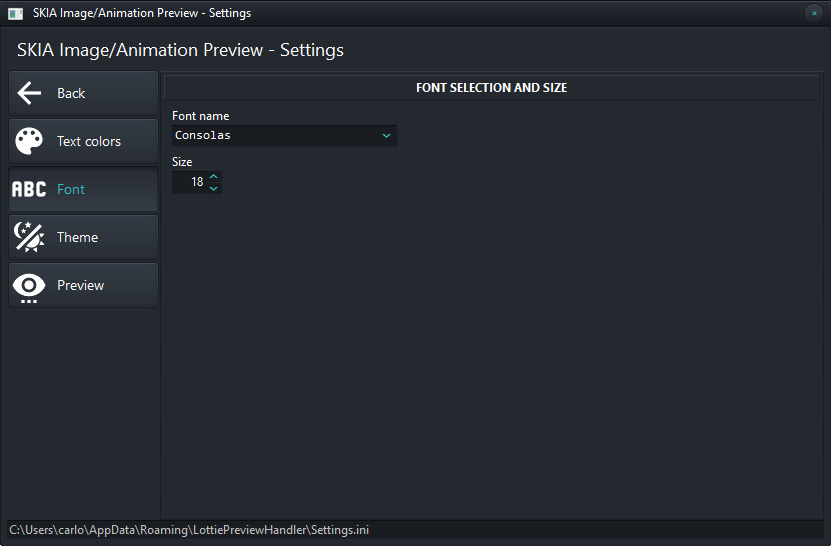 SKIA Image/Animation Preview - Settings
SKIA Image/Animation Preview - Settings
Back
Text colors
ABC Font
Theme
Preview
FONT SELECTION AND SIZE
Font name
Consolas
Size
18
C:\Users\carlo\AppData\Roaming\LottiePreviewHandler\Settings.ini